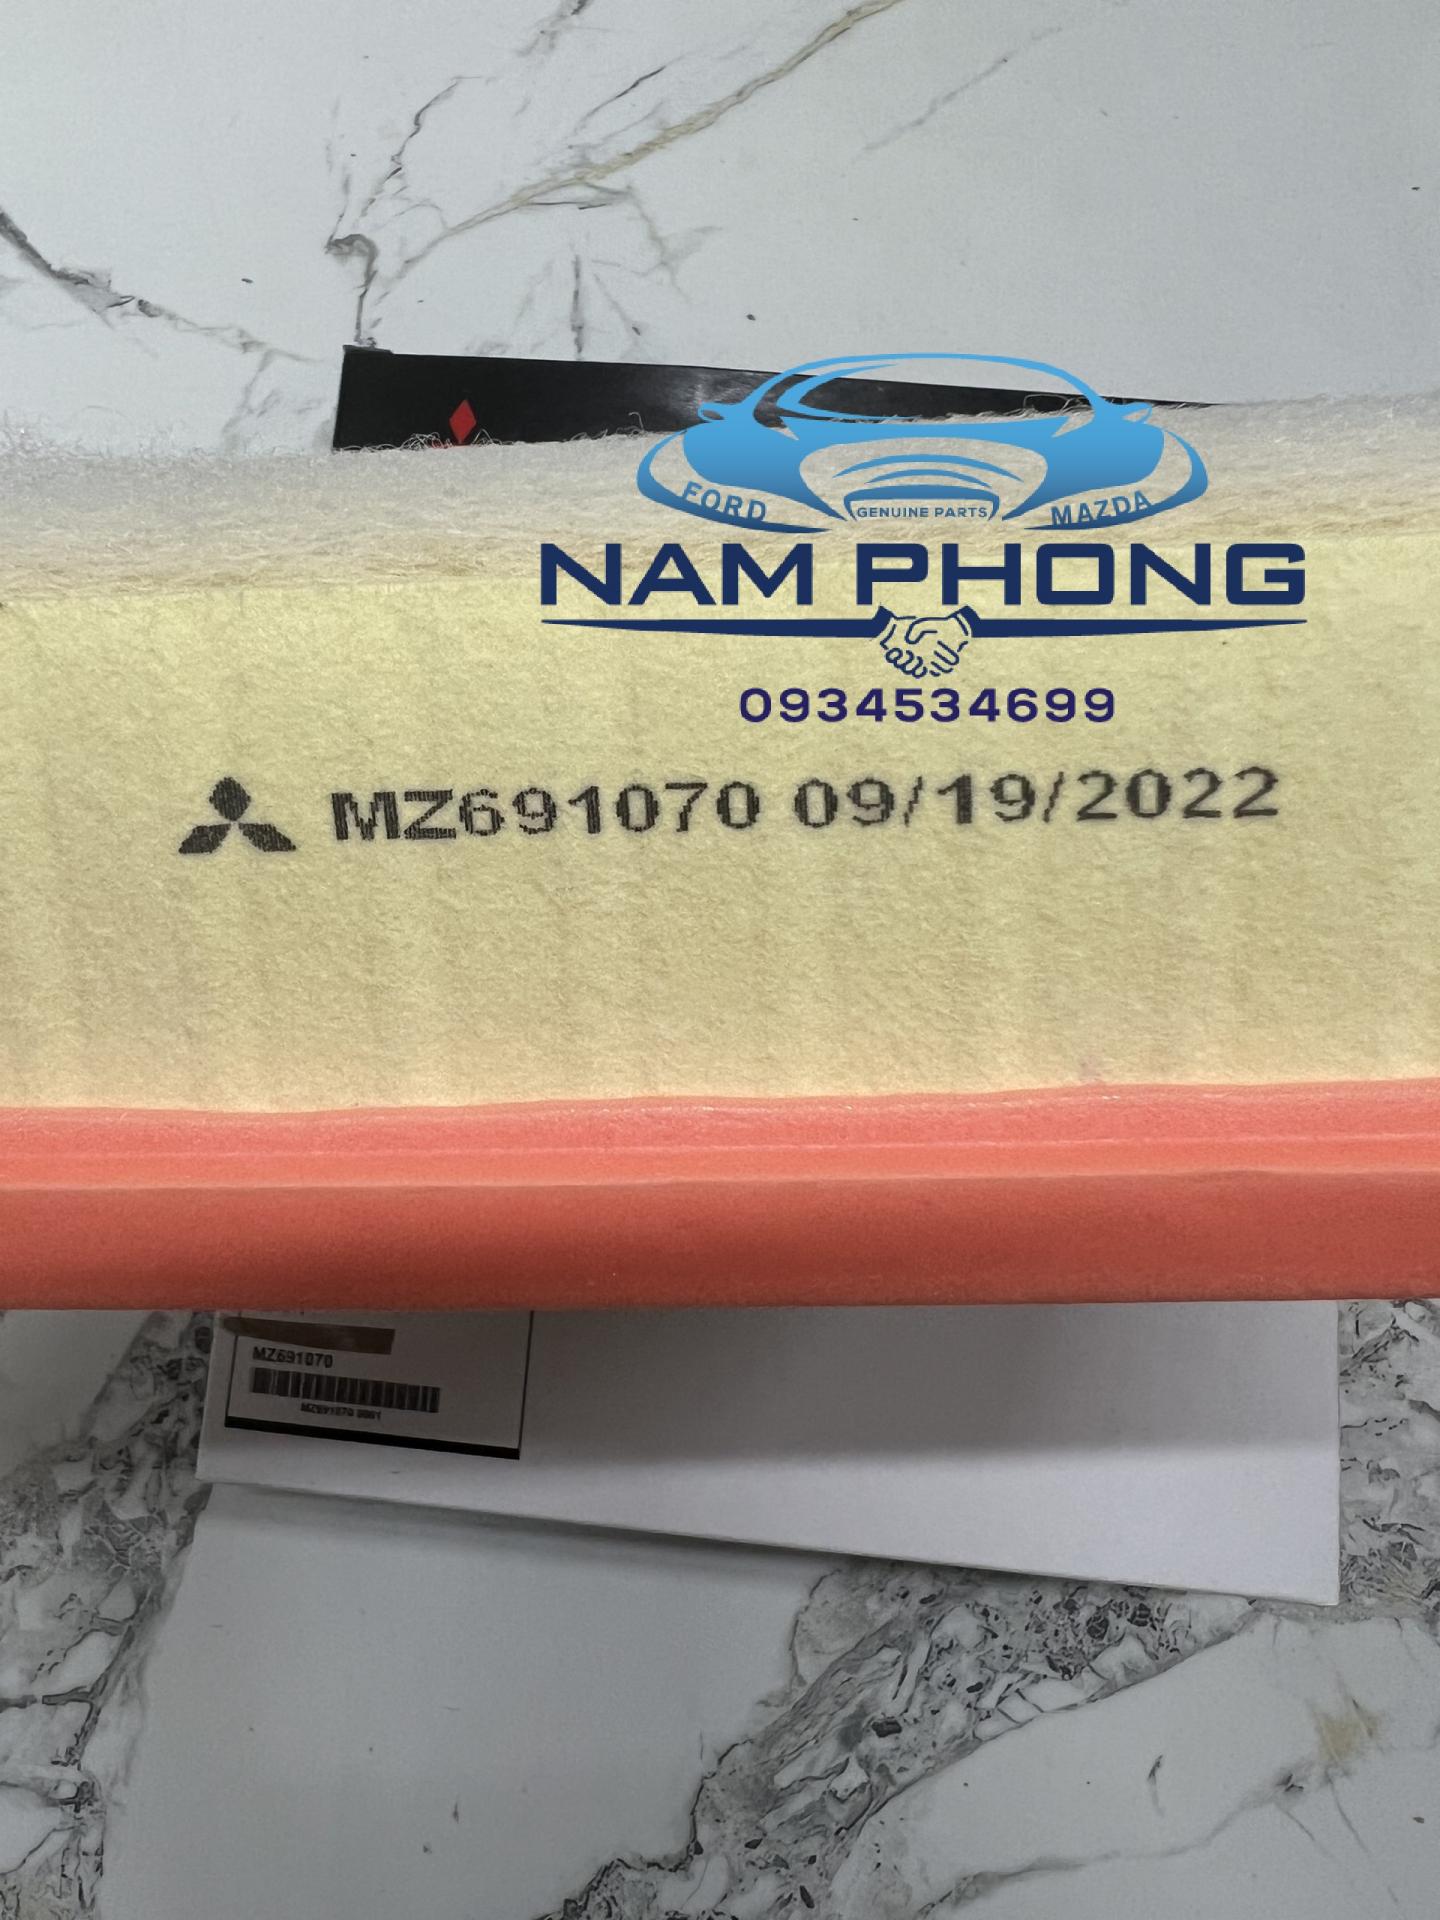 FORD GENUINE PARTS MAZDA
NAM PHONG
0934534699
MZ691070 09/19/2022
MZ691070